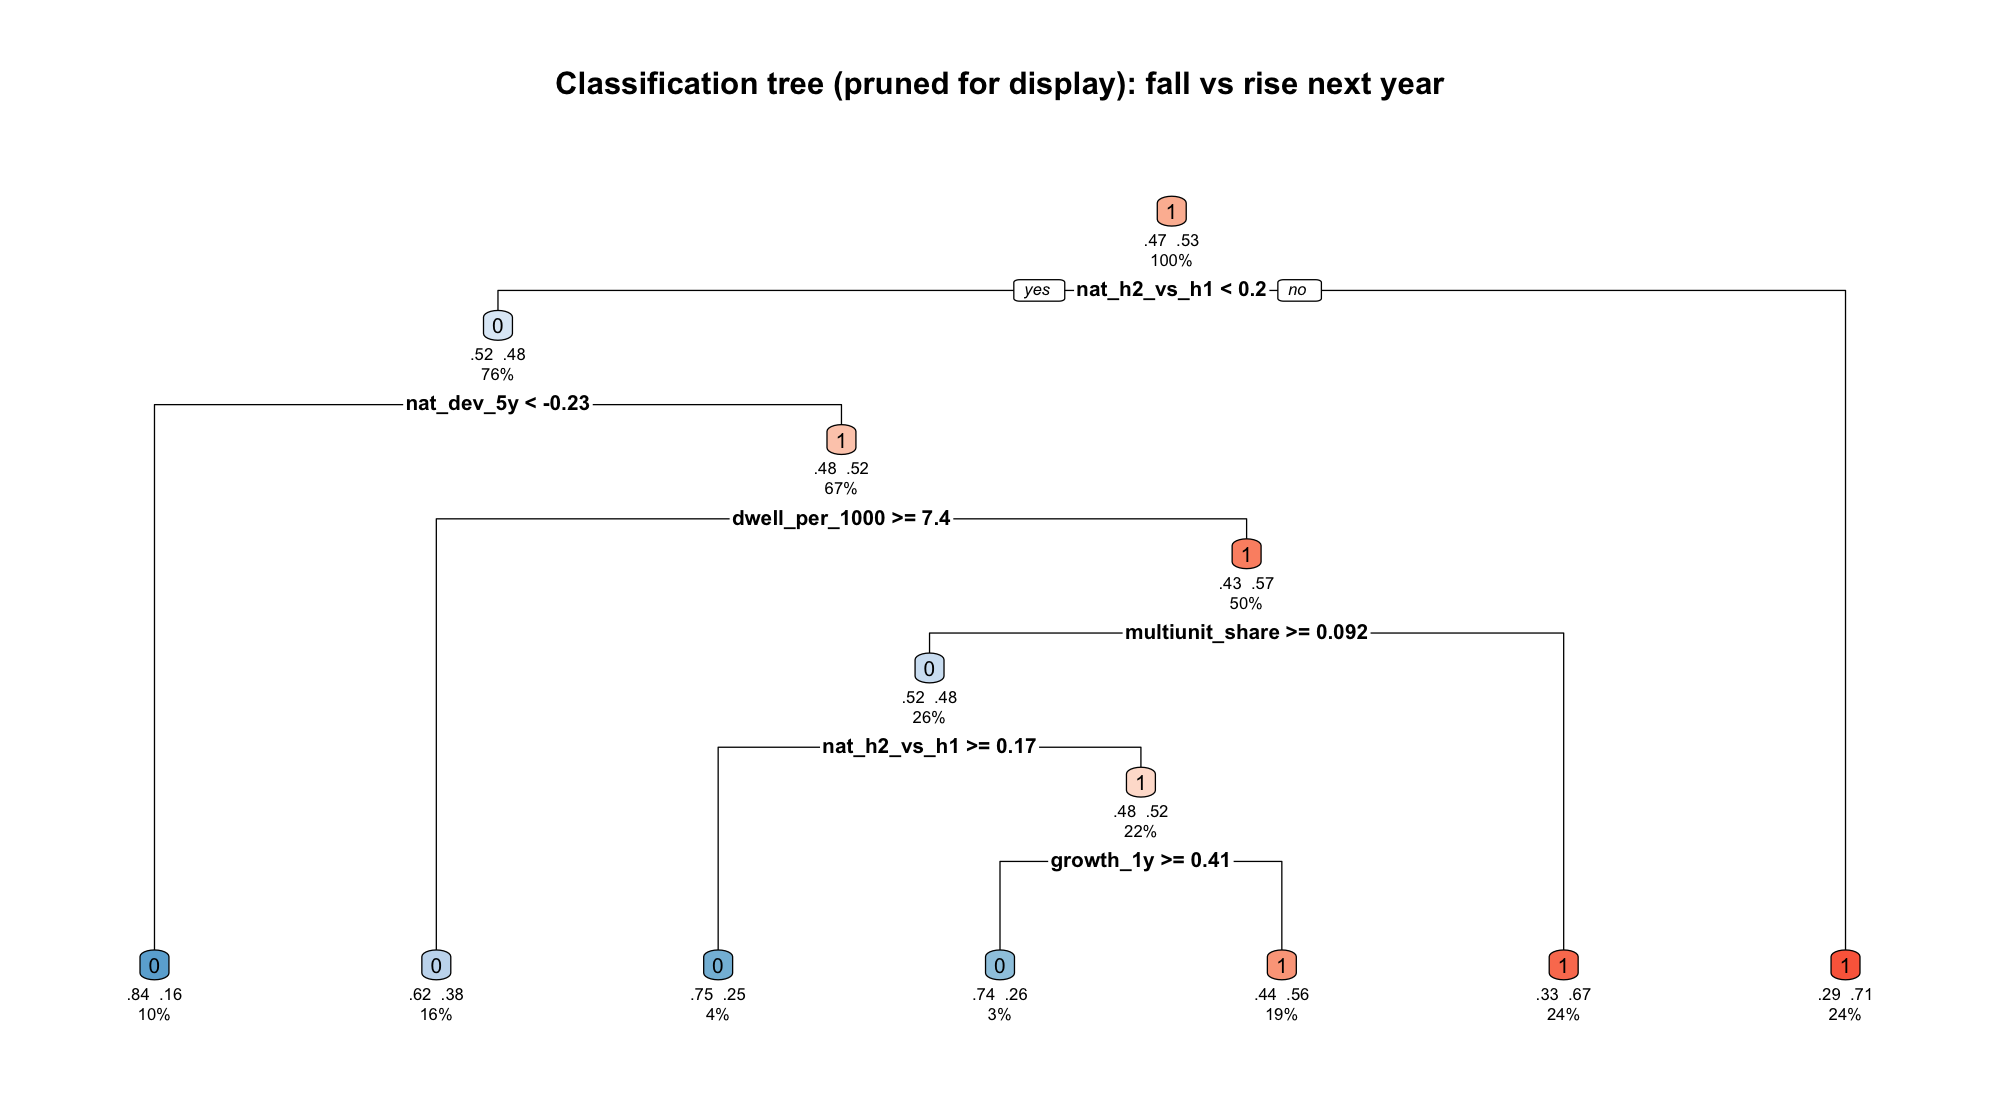 Classification tree (pruned for display): fall vs rise next year
1
.47 .53
100%
yes nat_h2_vs_h1 < 0.2 no
0
.52 .48
76%
nat_dev_5y < -0.23
1
.48 .52
67%
dwell_per_1000 >= 7.4
1
.43 .57
50%
multiunit_share >= 0.092
0
.52 .48
26%
nat_h2_vs_h1 >= 0.17
1
.48 .52
22%
growth_1y >= 0.41
0 0 0 0 1 1 1
.84 .16 .62 .38 .75 .25 .74 .26 .44 .56 .33 .67 .29 .71
10% 16% 4% 3% 19% 24% 24%